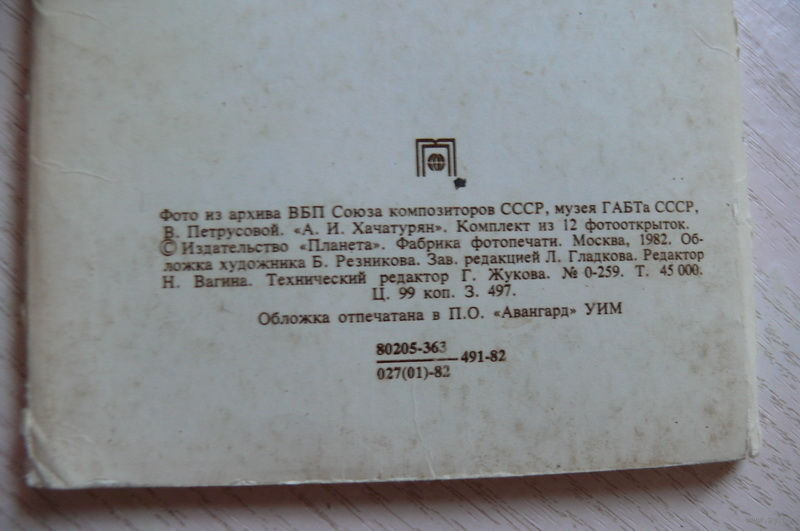 Фото из архива ВБП Союза композиторов СССР, музея ГАБТа СССР,
В. Петрусовой. «А. И. Хачатурян». Комплект из 12 фотооткрыток.
© Издательство «Планета». Фабрика фотопечати. Москва, 1982. Об-
ложка художника Б. Резникова. Зав. редакцией Л. Гладкова. Редактор
Н. Вагина. Технический редактор Г. Жукова. № 0-259. Т. 45 000.
Ц. 99 коп. З. 497.
Обложка отпечатана в П.О. «Авангард» УИМ
80205-363
491-82
027(01)-82